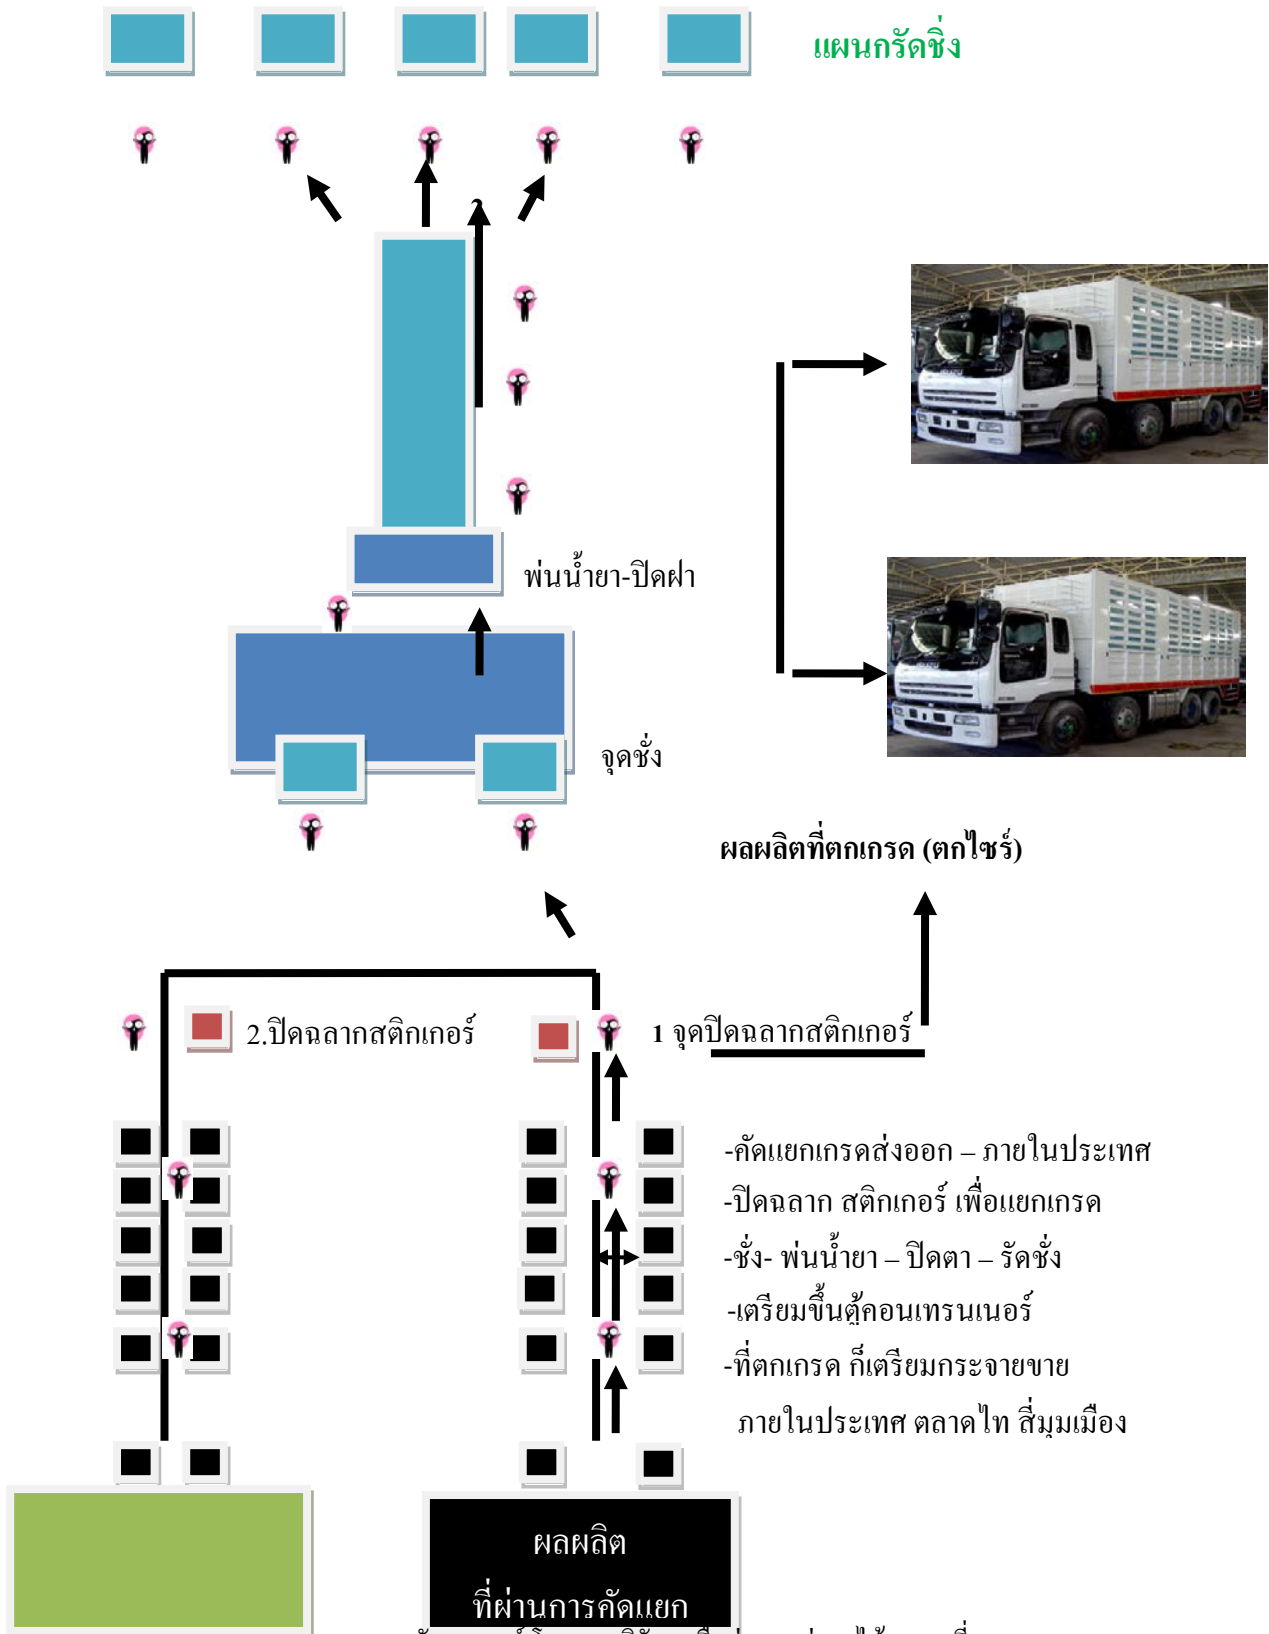 แผนกรัดชิ่ง
พ่นน้ำยา-ปิดฝา
จุดชั่ง
ผลผลิตที่ตกเกรด (ตกไซร์)
2.ปิดฉลากสติกเกอร์
1 จุดปิดฉลากสติกเกอร์
-คัดแยกเกรดส่งออก – ภายในประเทศ
-ปิดฉลาก สติกเกอร์ เพื่อแยกเกรด
-ชั่ง- พ่นน้ำยา – ปิดตา – รัดชั่ง
-เตรียมขึ้นตู้คอนเทรนเนอร์
-ที่ตกเกรด ก็เตรียมกระจายขาย
ภายในประเทศ ตลาดไท สี่มุมเมือง
ผลผลิต
ที่ผ่านการคัดแยก